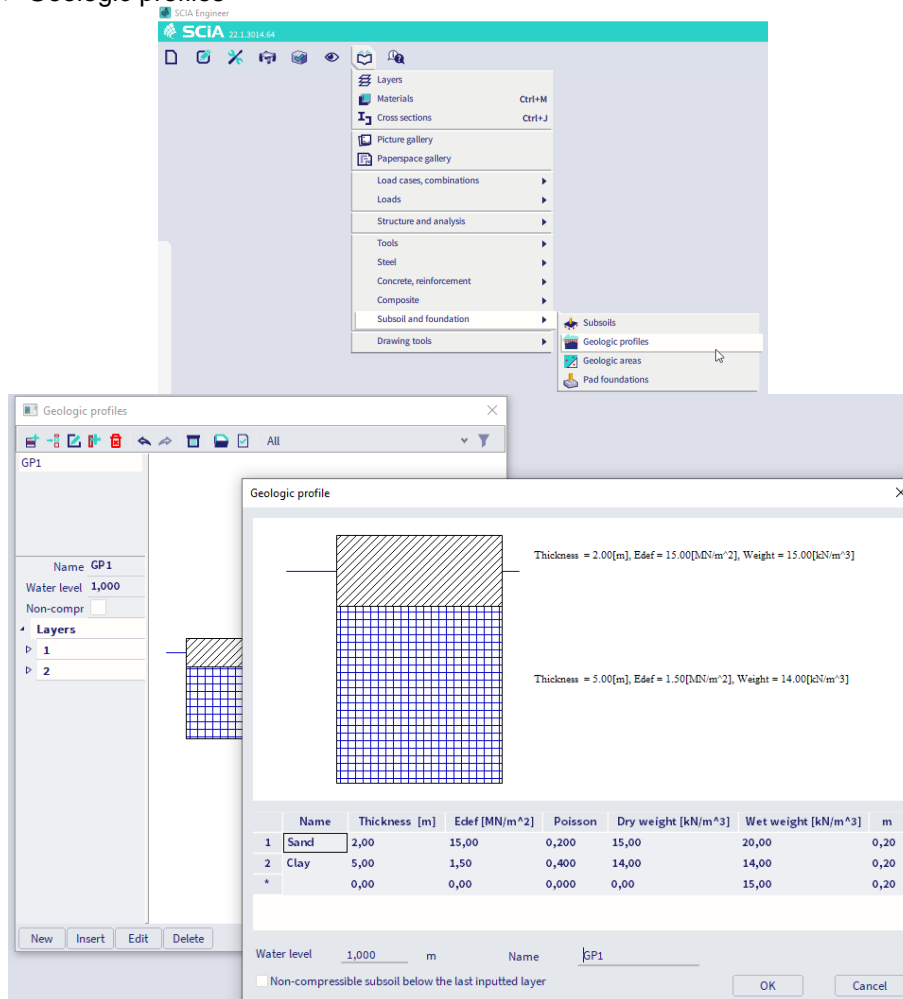 Geologic profiles
SCIA Engineer
SCIA 22.1.3014.64
Layers
Materials Ctrl+M
Cross sections Ctrl+J
Picture gallery
Paperspace gallery
Load cases, combinations
Loads
Structure and analysis
Tools
Steel
Concrete, reinforcement
Composite
Subsoil and foundation
Drawing tools
Subsoils
Geologic profiles
Geologic areas
Pad foundations
Geologic profiles
All
GP1
Name GP1
Water level 1,000
Non-compr
Layers
1
2
New Insert Edit Delete
Geologic profile
Thickness = 2.00[m], Edef = 15.00[MN/m^2], Weight = 15.00[kN/m^3]
Thickness = 5.00[m], Edef = 1.50[MN/m^2], Weight = 14.00[kN/m^3]
Name Thickness [m] Edef [MN/m^2] Poisson Dry weight [kN/m^3] Wet weight [kN/m^3] m
1 Sand 2,00 15,00 0,200 15,00 20,00 0,20
2 Clay 5,00 1,50 0,400 14,00 14,00 0,20
* 0,00 0,00 0,000 0,00 15,00 0,20
Water level 1,000 m Name GP1
Non-compressible subsoil below the last inputted layer
OK Cancel